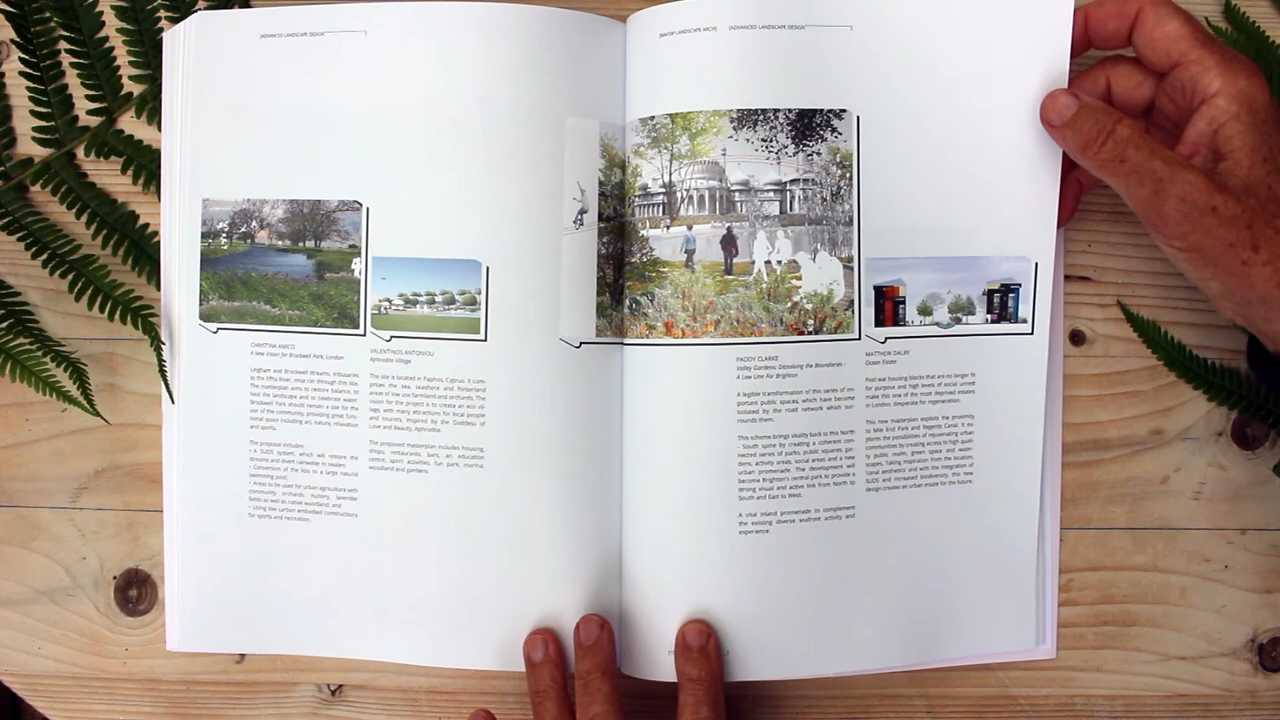 [ADVANCED LANDSCAPE DESIGN
CHRISTINA AMICO
A New Vision for Brockwell Park, London
Leigham and Brockwell streams, tributaries
to the Effra River, once ran through this site.
The masterplan aims to restore balance, to
heal the landscape and to celebrate water.
Brockwell Park should remain a site for the
use of the community, providing great func-
tional space including art, nature, relaxation
and sports.
The proposal includes:
• A SUDS system, which will restore the
streams and divert rainwater to swales;
• Conversion of the lido to a large natural
swimming pool;
• Areas to be used for urban agriculture with
community orchards, nuttery, lavender
fields as well as native woodland; and
• Using low carbon embodied constructions
for sports and recreation.
VALENTINOS ANTONIOU
Aphrodite Village
The site is located in Paphos, Cyprus. It com-
prises the sea, seashore and hinterland
areas of low use farmland and orchards. The
vision for the project is to create an eco vil-
lage, with many attractions for local people
and tourists, inspired by the Goddess of
Love and Beauty, Aphrodite.
The proposed masterplan includes housing,
shops, restaurants, bars, an education
centre, sport activities, fun park, marina,
woodland and gardens.
LANDSCAPE ARCH] [ADVANCED LANDSCAPE DESIGN
PADDY CLARKE
Valley Gardens: Dissolving the Boundaries -
A Low Line For Brighton
A legible transformation of this series of im-
portant public spaces, which have become
isolated by the road network which sur-
rounds them.
This scheme brings vitality back to this North
- South spine by creating a coherent con-
nected series of parks, public squares, gar-
dens, activity areas, social areas and a new
urban promenade. The development will
become Brighton's central park to provide a
strong visual and active link from North to
South and East to West.
A vital inland promenade to complement
the existing diverse seafront activity and
experience.
MATTHEW DALBY
Ocean Estate
Post war housing blocks that are no longer fit
for purpose and high levels of social unrest
make this one of the most deprived estates
in London, desperate for regeneration.
This new masterplan exploits the proximity
to Mile End Park and Regents Canal. It ex-
plores the possibilities of rejuvenating urban
communities by creating access to high quali-
ty public realm, green space and water-
scapes. Taking inspiration from the location,
'canal aesthetics' and with the integration of
SUDS and increased biodiversity, this new
design creates an urban estate for the future.